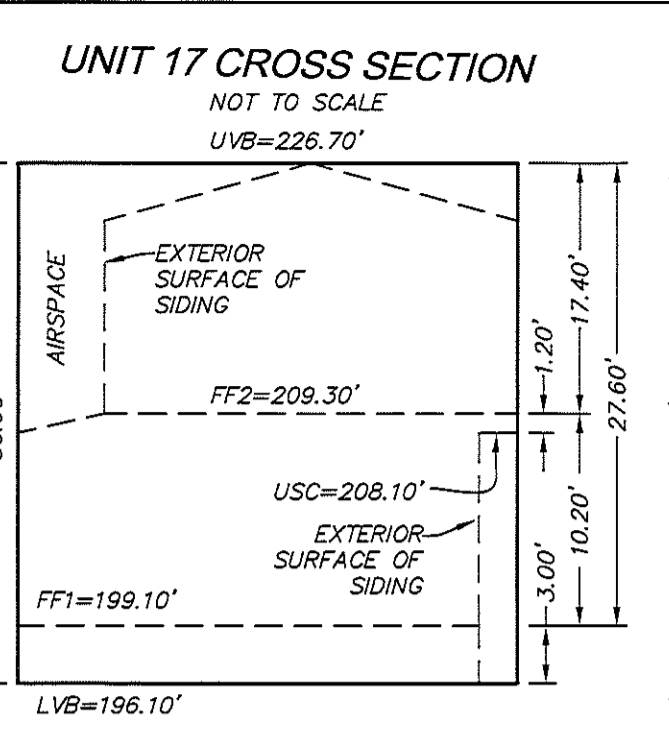 UNIT 17 CROSS SECTION
NOT TO SCALE
UVB=226.70'
AIRSPACE
EXTERIOR
SURFACE OF
SIDING
17.40'
1.20'
27.60'
FF2=209.30'
USC=208.10'
EXTERIOR
SURFACE OF
SIDING
10.20'
3.00'
FF1=199.10'
LVB=196.10'